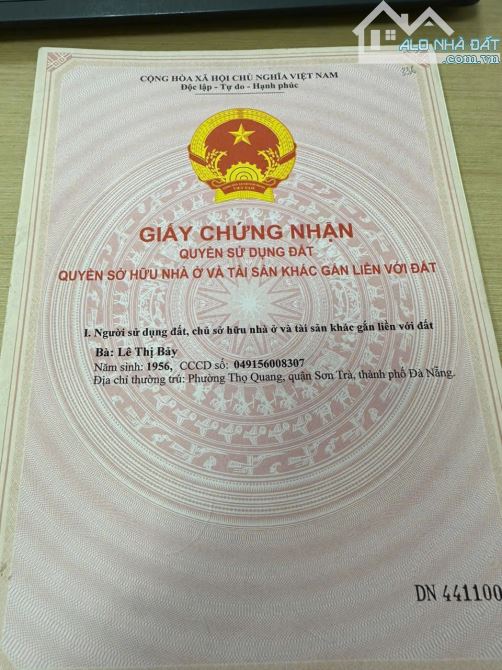 ALO NHÀ ĐẤT
.com.vn
236
CỘNG HÒA XÃ HỘI CHỦ NGHĨA VIỆT NAM
Độc lập - Tự do - Hạnh phúc
VIỆT NAM
GIẤY CHỨNG NHẬN
QUYỀN SỬ DỤNG ĐẤT
QUYỀN SỞ HỮU NHÀ Ở VÀ TÀI SẢN KHÁC GẮN LIỀN VỚI ĐẤT
I. Người sử dụng đất, chủ sở hữu nhà ở và tài sản khác gắn liền với đất
Bà: Lê Thị Bảy
Năm sinh: 1956, CCCD số: 049156008307
Địa chỉ thường trú: Phường Thọ Quang, quận Sơn Trà, thành phố Đà Nẵng.
DN 441100